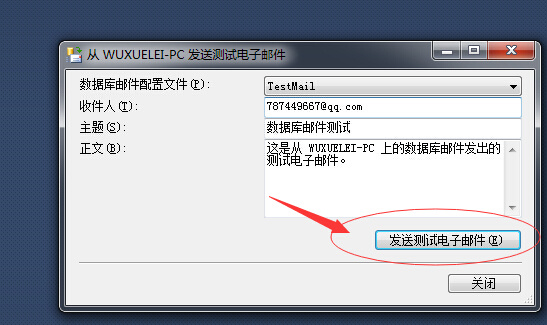 从 WUXUELEI-PC 发送测试电子邮件
数据库邮件配置文件(P):
TestMail
收件人(T):
787449667@qq.com
主题(S):
数据库邮件测试
正文(B):
这是从 WUXUELEI-PC 上的数据库邮件发出的
测试电子邮件。
发送测试电子邮件(E)
关闭